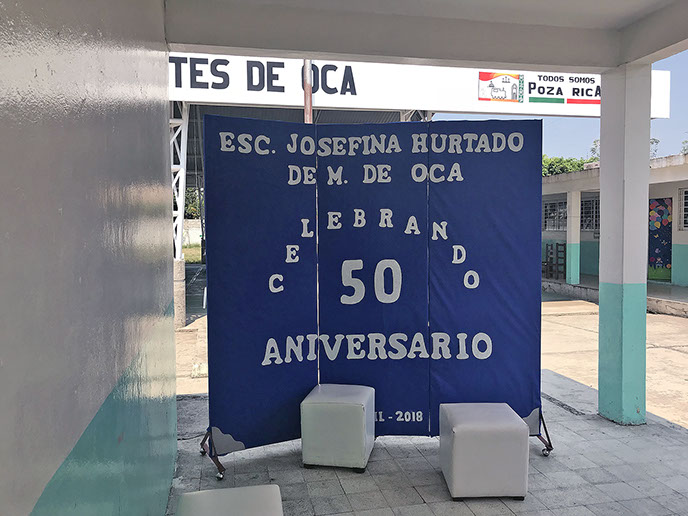 TES DE OCA
TODOS SOMOS
POZA RICA
ESC. JOSEFINA HURTADO
DE M. DE OCA
CELEBRANDO
50
ANIVERSARIO
- 2018